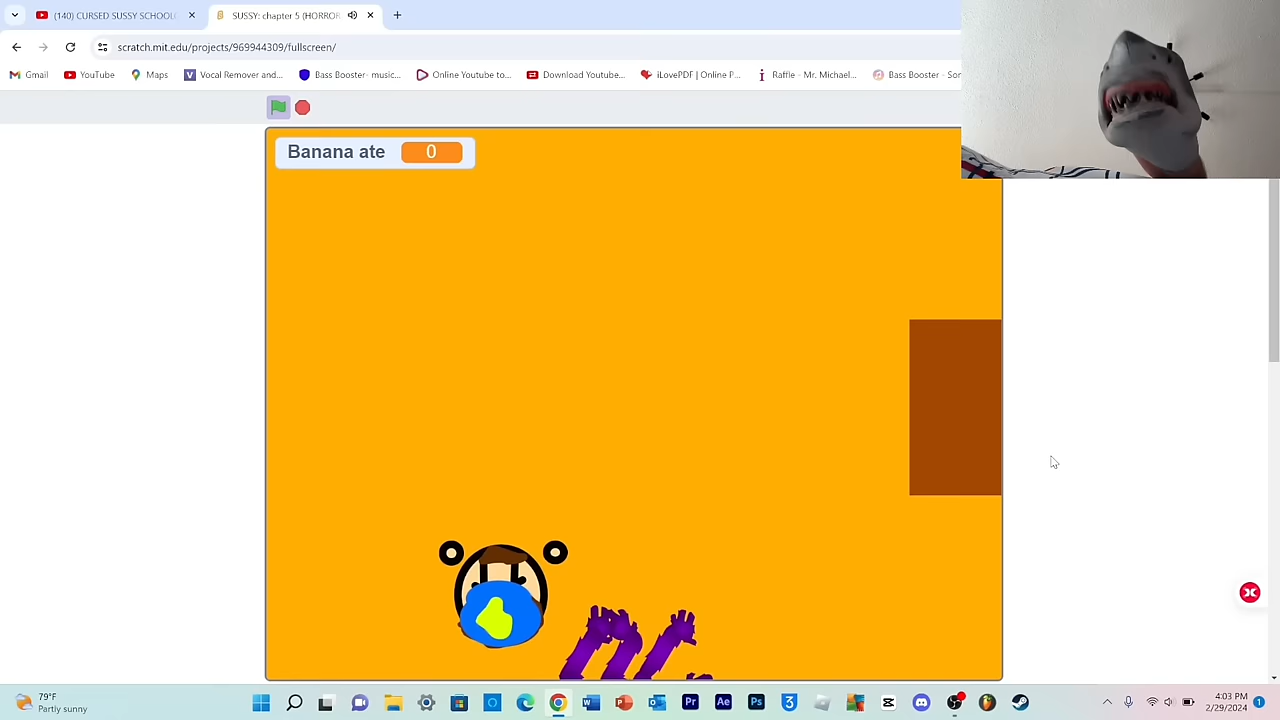 (140) CURSED SUSSY SCHOOL
SUSSY: chapter 5 (HORROR
scratch.mit.edu/projects/969944309/fullscreen/
Gmail
YouTube
Maps
Vocal Remover and...
Bass Booster- music...
Online Youtube to...
Download Youtube...
iLovePDF | Online P...
Raffle - Mr. Michael...
Bass Booster - Son
Banana ate 0
79°F
Partly sunny
4:03 PM
2/29/2024